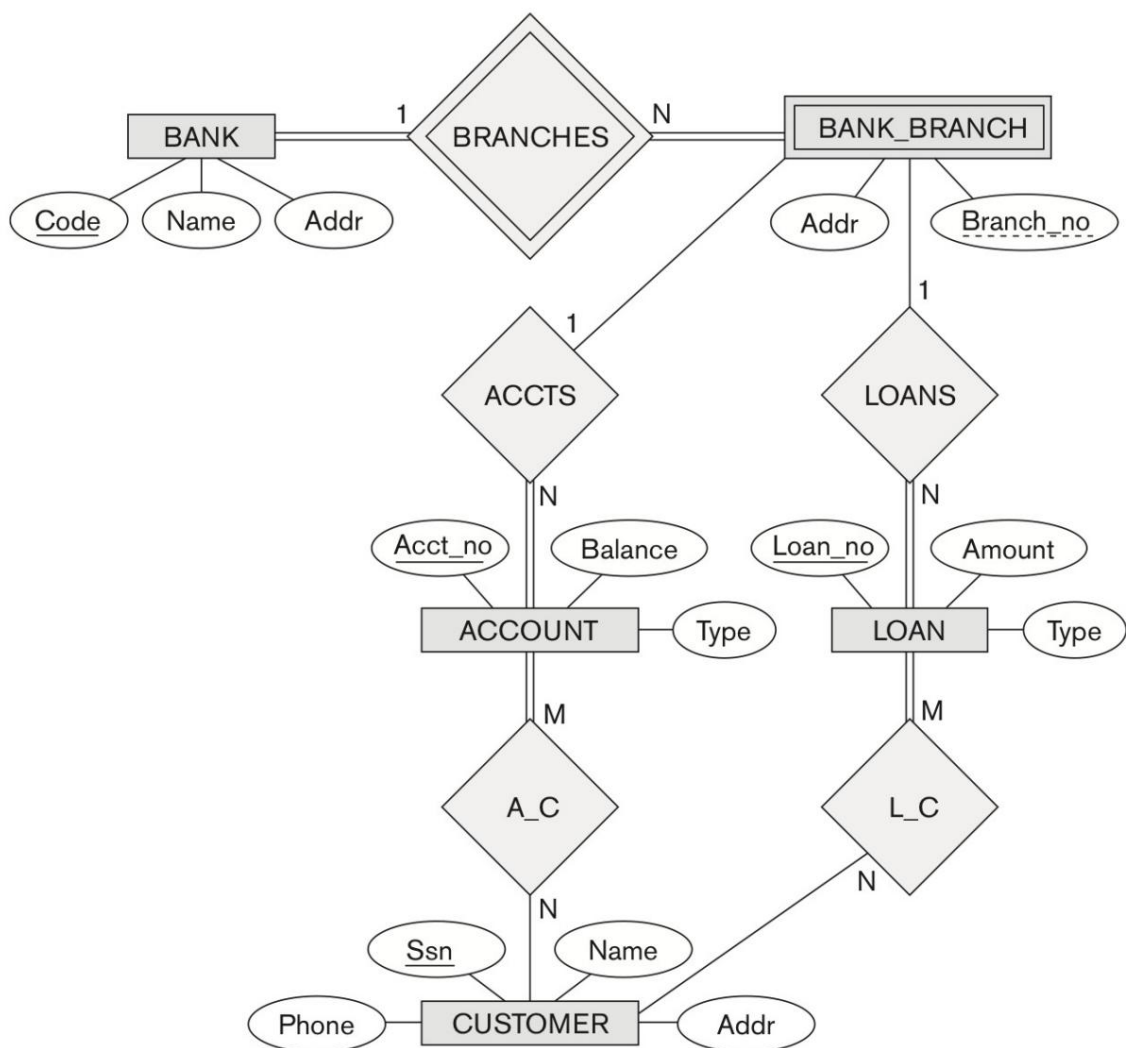 1
N
BANK
BRANCHES
BANK_BRANCH
Code
Name
Addr
Addr
Branch_no
1
1
ACCTS
LOANS
N
N
Acct_no
Balance
Loan_no
Amount
ACCOUNT
Type
LOAN
Type
M
M
A_C
L_C
N
N
Ssn
Name
Phone
CUSTOMER
Addr